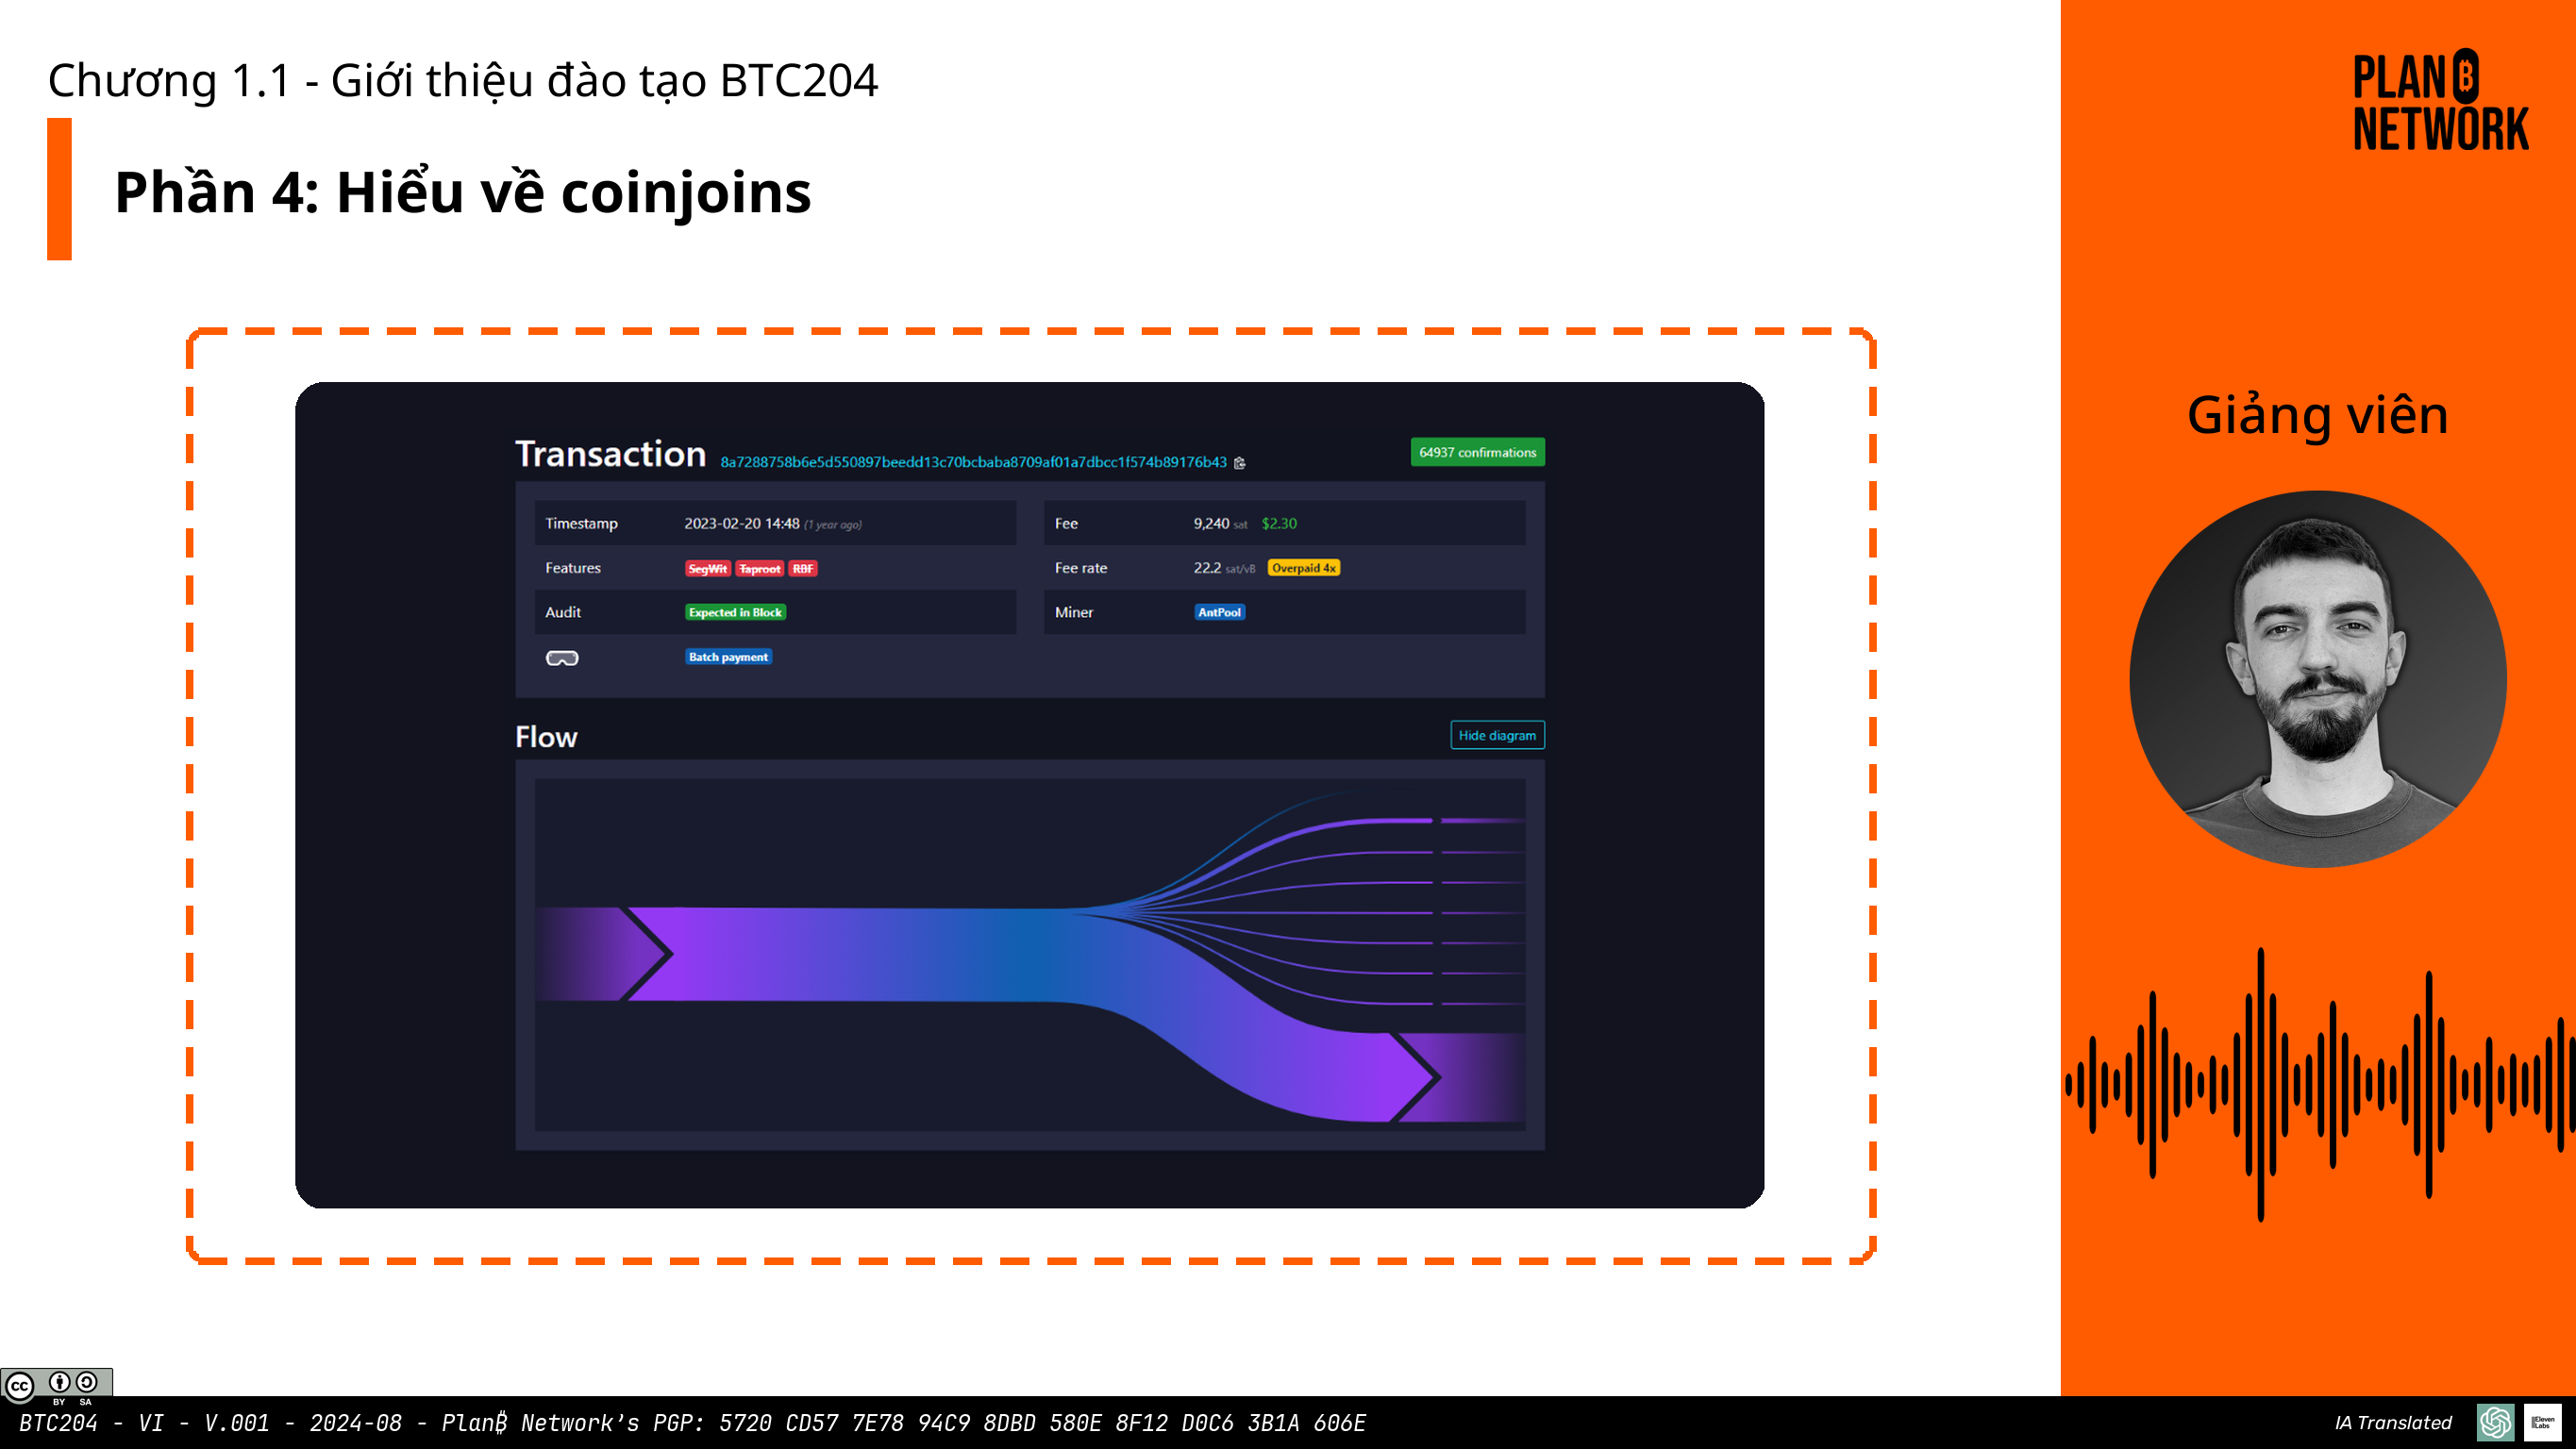 Chương 1.1 - Giới thiệu đào tạo BTC204
Phần 4: Hiểu về coinjoins
PLAN B
NETWORK
Giảng viên
Transaction 8a7288758b6e5d550897beedd13c70bcbaba8709af01a7dbcc1f574b89176b43
64937 confirmations
Timestamp 2023-02-20 14:48 (1 year ago)
Fee 9,240 sat $2.30
Features SegWit Taproot RBF
Fee rate 22.2 sat/vB Overpaid 4x
Audit Expected in Block
Miner AntPool
Batch payment
Flow
Hide diagram
cc BY SA
BTC204 - VI - V.001 - 2024-08 - Plan₿ Network's PGP: 5720 CD57 7E78 94C9 8DBD 580E 8F12 D0C6 3B1A 606E
IA Translated
IIElevenLabs